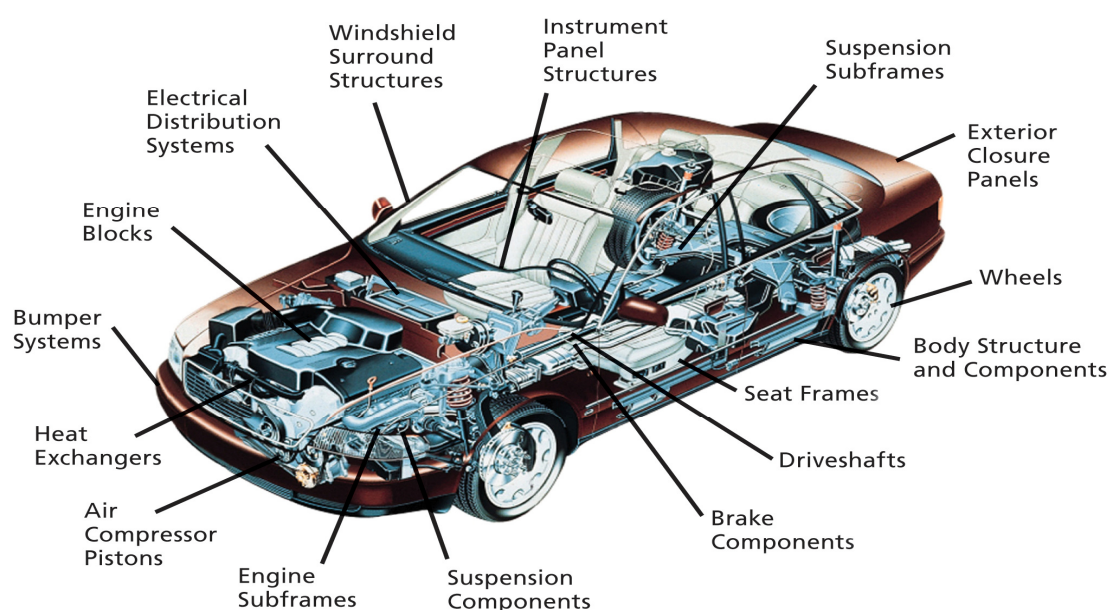 Windshield
Surround
Structures
Instrument
Panel
Structures
Suspension
Subframes
Electrical
Distribution
Systems
Exterior
Closure
Panels
Engine
Blocks
Wheels
Bumper
Systems
Body Structure
and Components
Seat Frames
Heat
Exchangers
Driveshafts
Air
Compressor
Pistons
Brake
Components
Engine
Subframes
Suspension
Components